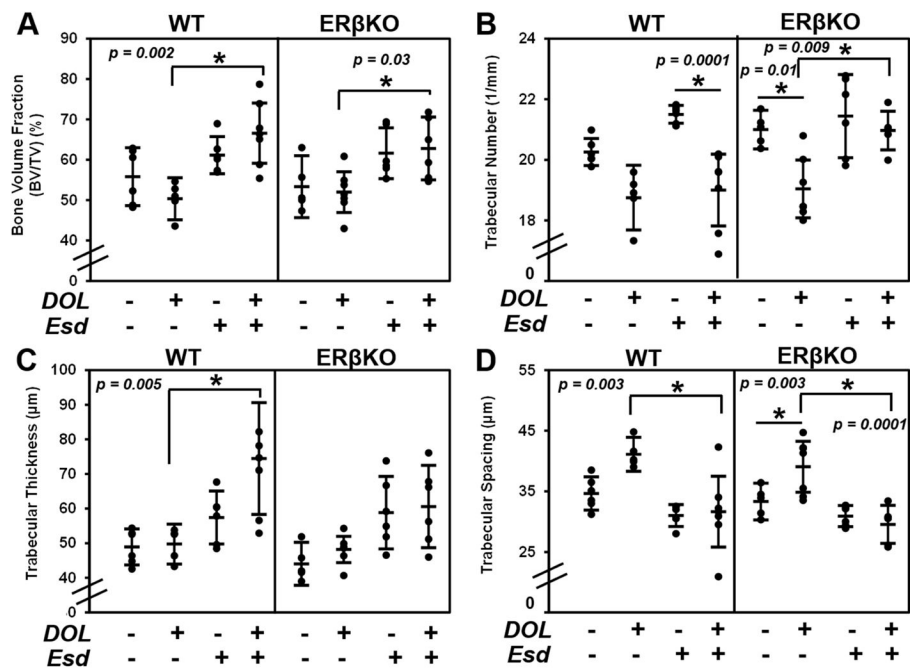 A
WT
ERβKO
Bone Volume Fraction
(BV/TV) (%)
90
80
70
60
50
40
0
p = 0.002
*
p = 0.03
*
DOL - + - + - + - +
Esd - - + + - - + +
B
WT
ERβKO
Trabecular Number (1/mm)
24
22
20
18
0
p = 0.0001
*
p = 0.009
*
p = 0.01
*
DOL - + - + - + - +
Esd - - + + - - + +
C
WT
ERβKO
Trabecular Thickness (µm)
100
90
80
70
60
50
40
0
p = 0.005
*
DOL - + - + - + - +
Esd - - + + - - + +
D
WT
ERβKO
Trabecular Spacing (µm)
55
45
35
25
0
p = 0.003
*
p = 0.003
*
*
p = 0.0001
DOL - + - + - + - +
Esd - - + + - - + +